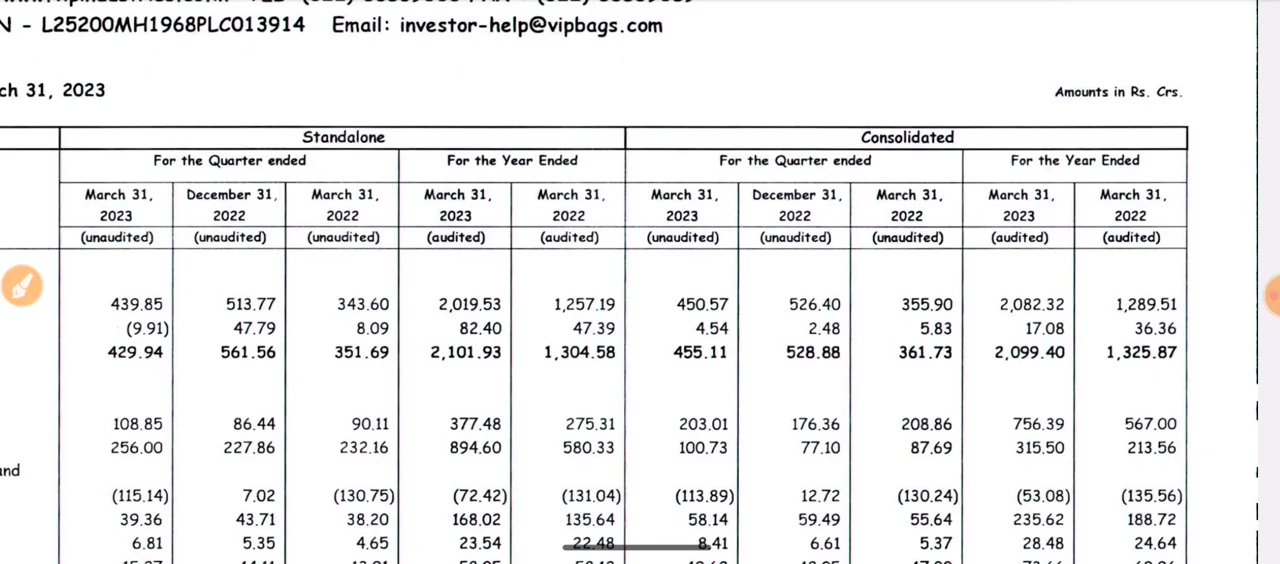 N - L25200MH1968PLC013914 Email: investor-help@vipbags.com
ch 31, 2023 Amounts in Rs. Crs.
Standalone Consolidated
For the Quarter ended For the Year Ended For the Quarter ended For the Year Ended
March 31, December 31, March 31, March 31, March 31, March 31, December 31, March 31, March 31, March 31,
2023 2022 2022 2023 2022 2023 2022 2022 2023 2022
(unaudited) (unaudited) (unaudited) (audited) (audited) (unaudited) (unaudited) (unaudited) (audited) (audited)
439.85 513.77 343.60 2,019.53 1,257.19 450.57 526.40 355.90 2,082.32 1,289.51
(9.91) 47.79 8.09 82.40 47.39 4.54 2.48 5.83 17.08 36.36
429.94 561.56 351.69 2,101.93 1,304.58 455.11 528.88 361.73 2,099.40 1,325.87
108.85 86.44 90.11 377.48 275.31 203.01 176.36 208.86 756.39 567.00
256.00 227.86 232.16 894.60 580.33 100.73 77.10 87.69 315.50 213.56
and
(115.14) 7.02 (130.75) (72.42) (131.04) (113.89) 12.72 (130.24) (53.08) (135.56)
39.36 43.71 38.20 168.02 135.64 58.14 59.49 55.64 235.62 188.72
6.81 5.35 4.65 23.54 22.48 8.41 6.61 5.37 28.48 24.64